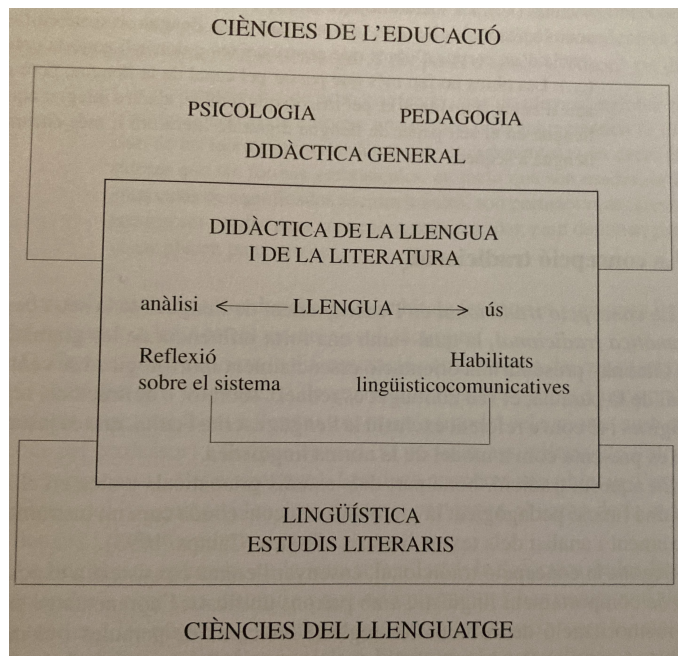 CIÈNCIES DE L'EDUCACIÓ
PSICOLOGIA PEDAGOGIA
DIDÀCTICA GENERAL
DIDÀCTICA DE LA LLENGUA
I DE LA LITERATURA
anàlisi LLENGUA ús
Reflexió Habilitats
sobre el sistema lingüísticocomunicatives
LINGÜÍSTICA
ESTUDIS LITERARIS
CIÈNCIES DEL LLENGUATGE